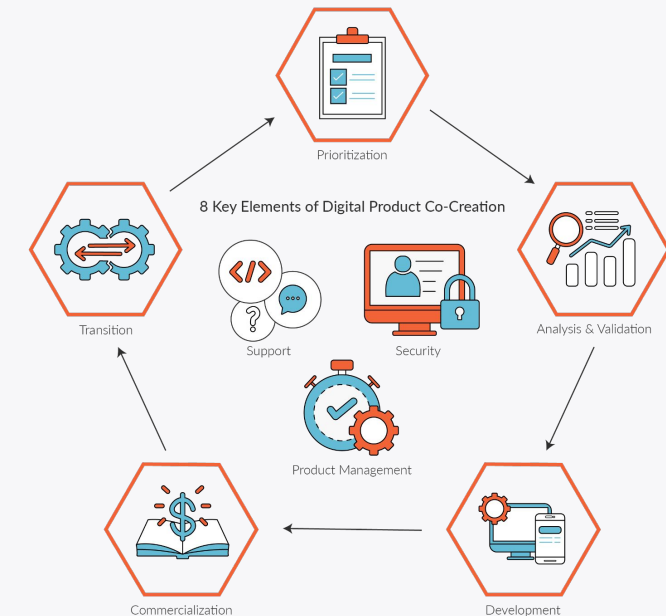 Prioritization
8 Key Elements of Digital Product Co-Creation
Transition
Analysis & Validation
Support
Security
Product Management
Commercialization
Development